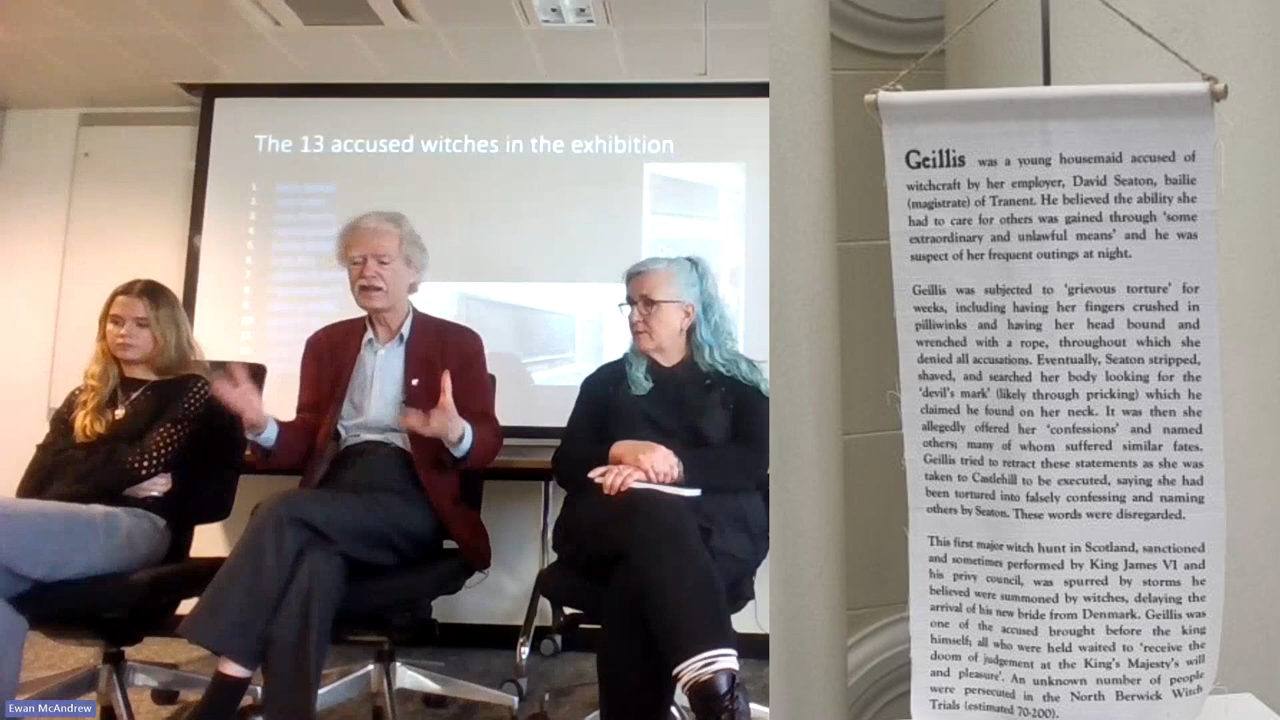 The 13 accused witches in the exhibition
Ewan McAndrew
Geillis was a young housemaid accused of
witchcraft by her employer, David Seaton, bailie
(magistrate) of Tranent. He believed the ability she
had to care for others was gained through 'some
extraordinary and unlawful means' and he was
suspect of her frequent outings at night.
Geillis was subjected to 'grievous torture' for
weeks, including having her fingers crushed in
pilliwinks and having her head bound and
wrenched with a rope, throughout which she
denied all accusations. Eventually, Seaton stripped,
shaved, and searched her body looking for the
'devil's mark' (likely through pricking) which he
claimed he found on her neck. It was then she
allegedly offered her 'confessions' and named
others; many of whom suffered similar fates.
Geillis tried to retract these statements as she was
taken to Castlehill to be executed, saying she had
been tortured into falsely confessing and naming
others by Seaton. These words were disregarded.
This first major witch hunt in Scotland, sanctioned
and sometimes performed by King James VI and
his privy council, was spurred by storms he
believed were summoned by witches, delaying the
arrival of his new bride from Denmark. Geillis was
one of the accused brought before the king
himself; all who were held waited to 'receive the
doom of judgement at the King's Majesty's will
and pleasure'. An unknown number of people
were persecuted in the North Berwick Witch
Trials (estimated 70-200).